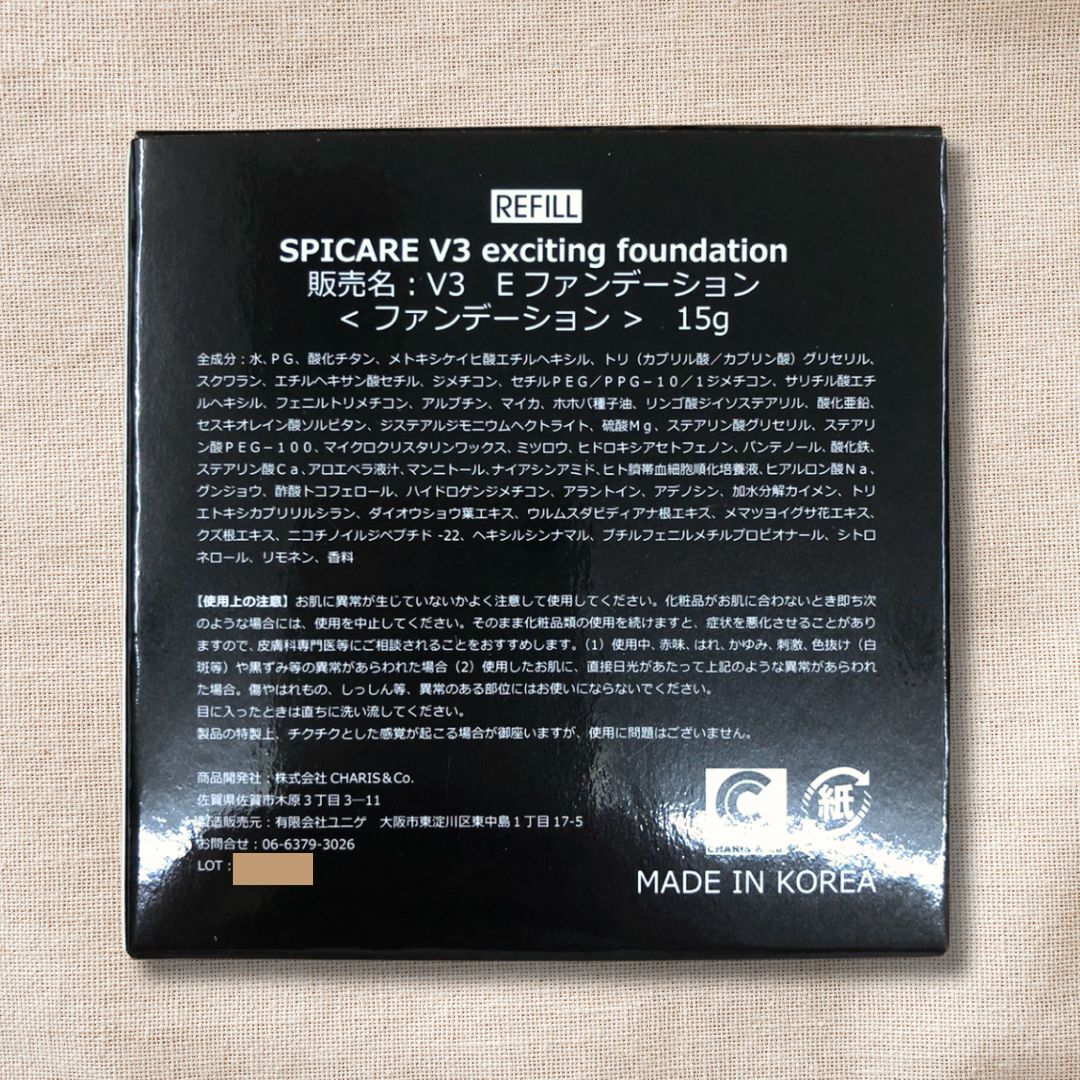 REFILL
SPICARE V3 exciting foundation
販売名：V3　Eファンデーション
＜ファンデーション＞　15g
全成分：水、ＰＧ、酸化チタン、メトキシケイヒ酸エチルヘキシル、トリ（カプリル酸／カプリン酸）グリセリル、
スクワラン、エチルヘキサン酸セチル、ジメチコン、セチルＰＥＧ／ＰＰＧ－１０／１ジメチコン、サリチル酸エチ
ルヘキシル、フェニルトリメチコン、アルブチン、マイカ、ホホバ種子油、リンゴ酸ジイソステアリル、酸化亜鉛、
セスキオレイン酸ソルビタン、ジステアルジモニウムヘクトライト、硫酸Ｍｇ、ステアリン酸グリセリル、ステアリ
ン酸ＰＥＧ－１００、マイクロクリスタリンワックス、ミツロウ、ヒドロキシアセトフェノン、パンテノール、酸化鉄、
ステアリン酸Ｃａ、アロエベラ液汁、マンニトール、ナイアシンアミド、ヒト臍帯血細胞順化培養液、ヒアルロン酸Ｎａ、
グンジョウ、酢酸トコフェロール、ハイドロゲンジメチコン、アラントイン、アデノシン、加水分解カイメン、トリ
エトキシカプリリルシラン、ダイオウショウ葉エキス、ウルムスダビディアナ根エキス、メマツヨイグサ花エキス、
クズ根エキス、ニコチノイルジペプチド -22、ヘキシルシンナマル、ブチルフェニルメチルプロピオナール、シトロ
ネロール、リモネン、香料
【使用上の注意】お肌に異常が生じていないかよく注意して使用してください。化粧品がお肌に合わないとき即ち次
のような場合には、使用を中止してください。そのまま化粧品類の使用を続けますと、症状を悪化させることがあり
ますので、皮膚科専門医等にご相談されることをおすすめします。（1）使用中、赤味、はれ、かゆみ、刺激、色抜け（白
斑等）や黒ずみ等の異常があらわれた場合（2）使用したお肌に、直接日光があたって上記のような異常があらわれ
た場合。傷やはれもの、しっしん等、異常のある部位にはお使いにならないでください。
目に入ったときは直ちに洗い流してください。
製品の特製上、チクチクとした感覚が起こる場合が御座いますが、使用に問題はございません。
商品開発社：株式会社 CHARIS＆Co.
佐賀県佐賀市木原３丁目３―11
製造販売元：有限会社ユニゲ　大阪市東淀川区東中島１丁目17-5
お問合せ：06-6379-3026
LOT：
紙
MADE IN KOREA